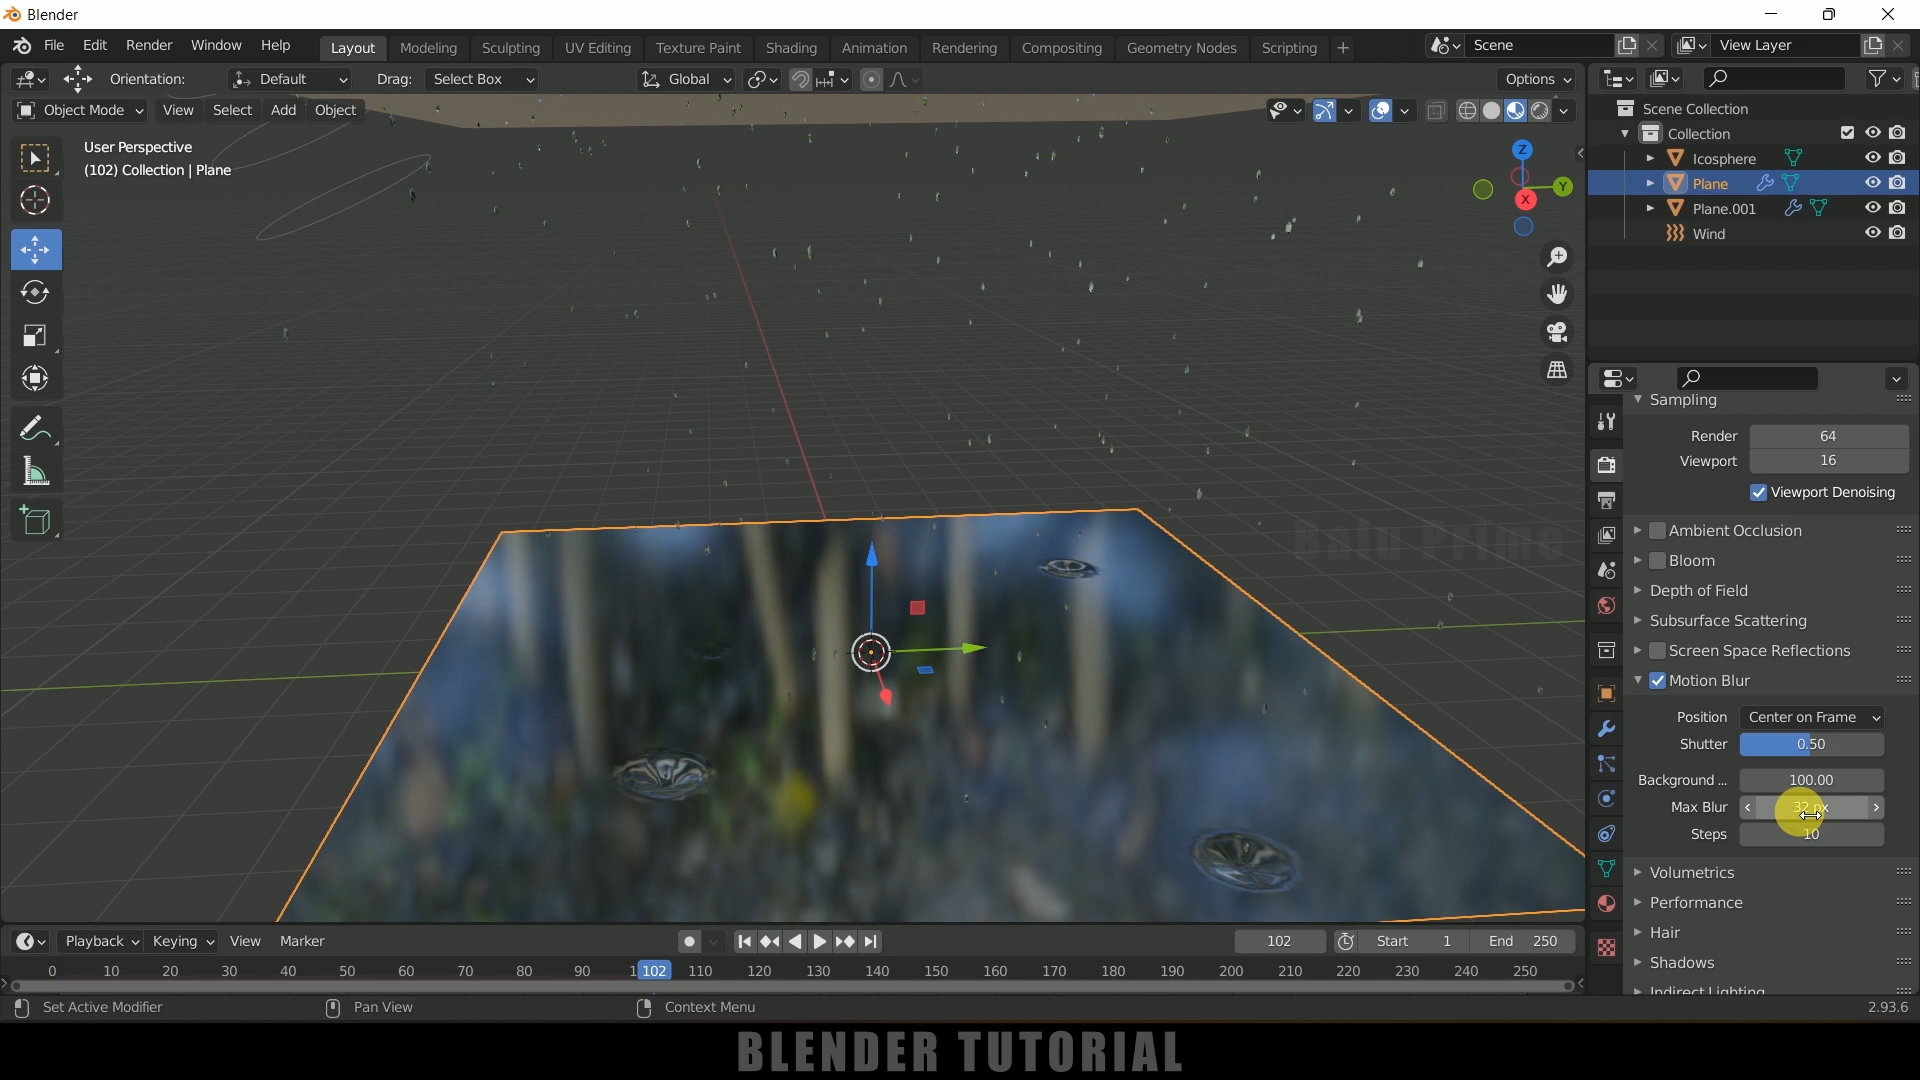 Blender
File Edit Render Window Help Layout Modeling Sculpting UV Editing Texture Paint Shading Animation Rendering Compositing Geometry Nodes Scripting + Scene View Layer
Orientation: Default Drag: Select Box Global Options
Object Mode View Select Add Object
Scene Collection
Collection
User Perspective
(102) Collection | Plane
Z
Y
X
Icosphere
Plane
Plane.001
Wind
Sampling
Render 64
Viewport 16
Viewport Denoising
Ambient Occlusion
Bloom
Depth of Field
Subsurface Scattering
Screen Space Reflections
Motion Blur
Position Center on Frame
Shutter 0.50
Background ... 100.00
Max Blur 32 px
Steps 10
Volumetrics
Performance
Hair
Shadows
Indirect Lighting
Playback Keying View Marker 102 Start 1 End 250
0 10 20 30 40 50 60 70 80 90 102 110 120 130 140 150 160 170 180 190 200 210 220 230 240 250
Set Active Modifier Pan View Context Menu 2.93.6
BLENDER TUTORIAL